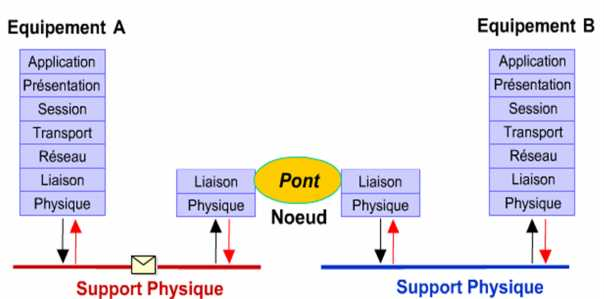 Equipement A
Application
Présentation
Session
Transport
Réseau
Liaison
Physique
Liaison
Physique
Pont
Noeud
Liaison
Physique
Equipement B
Application
Présentation
Session
Transport
Réseau
Liaison
Physique
Support Physique
Support Physique